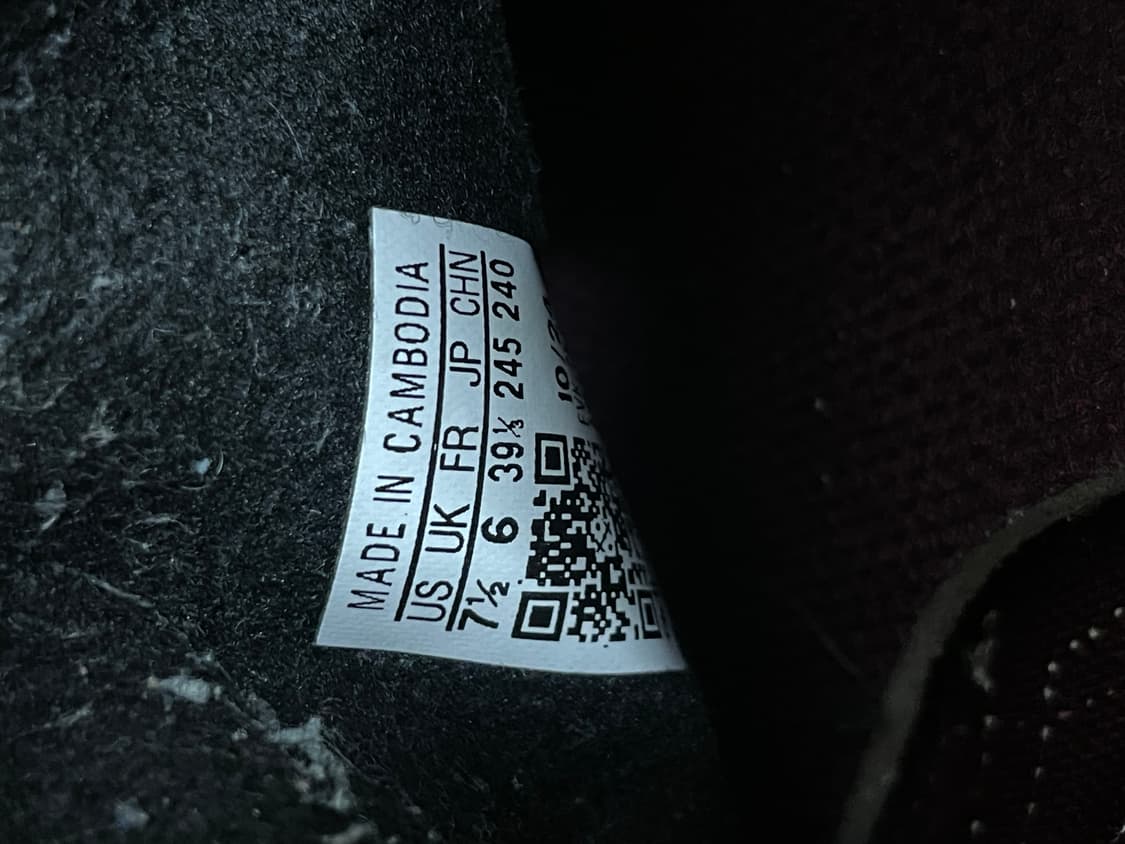 MADE IN CAMBODIA
US UK FR JP CHN
7½ 6 39⅓ 245 240